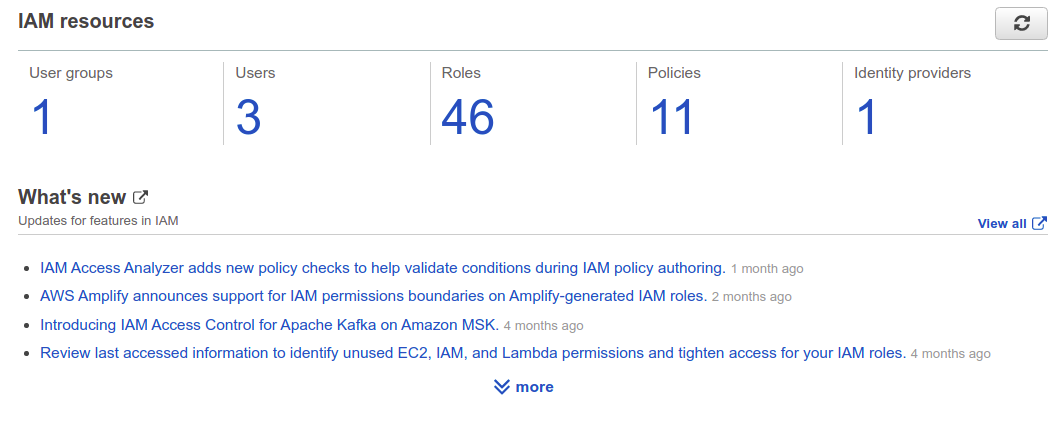 IAM resources
User groups
Users
Roles
Policies
Identity providers
1
3
46
11
1
What's new
Updates for features in IAM
View all
IAM Access Analyzer adds new policy checks to help validate conditions during IAM policy authoring. 1 month ago
AWS Amplify announces support for IAM permissions boundaries on Amplify-generated IAM roles. 2 months ago
Introducing IAM Access Control for Apache Kafka on Amazon MSK. 4 months ago
Review last accessed information to identify unused EC2, IAM, and Lambda permissions and tighten access for your IAM roles. 4 months ago
more